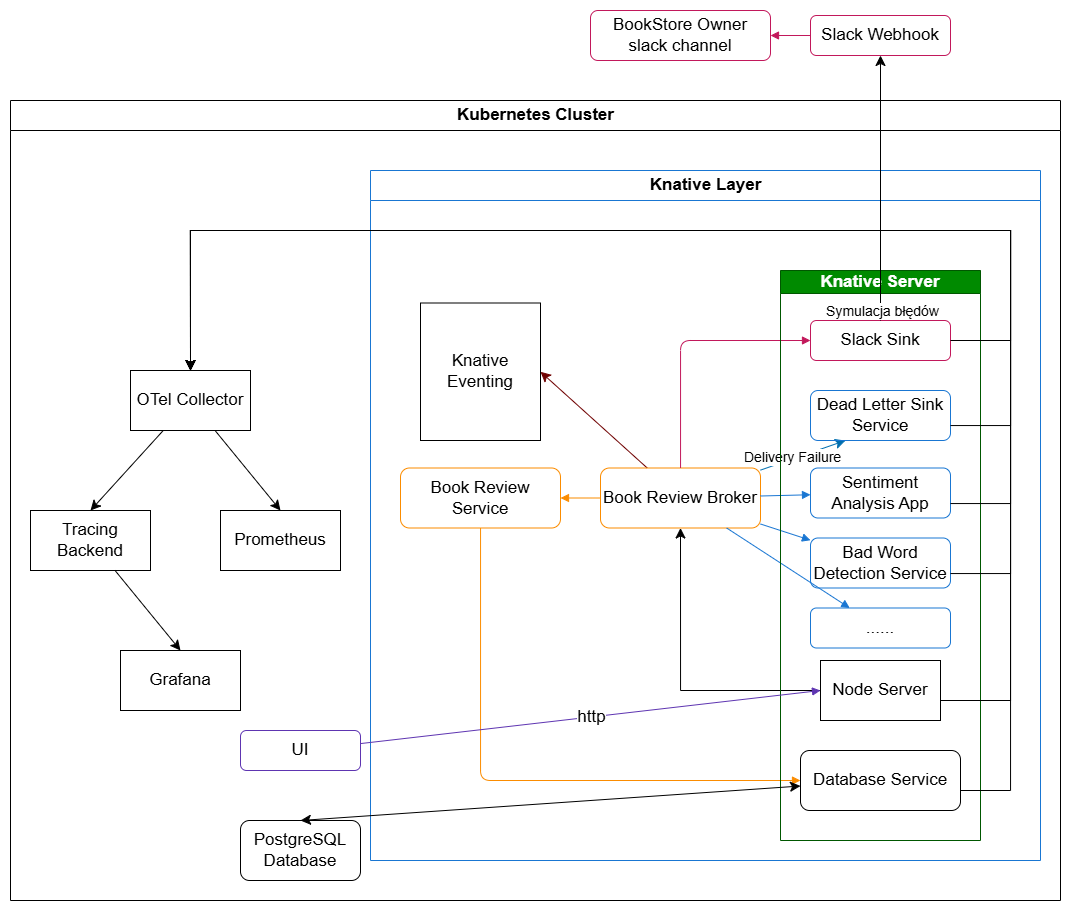 BookStore Owner
slack channel
Slack Webhook
Kubernetes Cluster
Knative Layer
Knative Server
Symulacja błędów
Slack Sink
Knative
Eventing
OTel Collector
Dead Letter Sink
Service
Delivery Failure
Book Review
Service
Book Review Broker
Sentiment
Analysis App
Tracing
Backend
Prometheus
Bad Word
Detection Service
......
Grafana
Node Server
http
UI
Database Service
PostgreSQL
Database